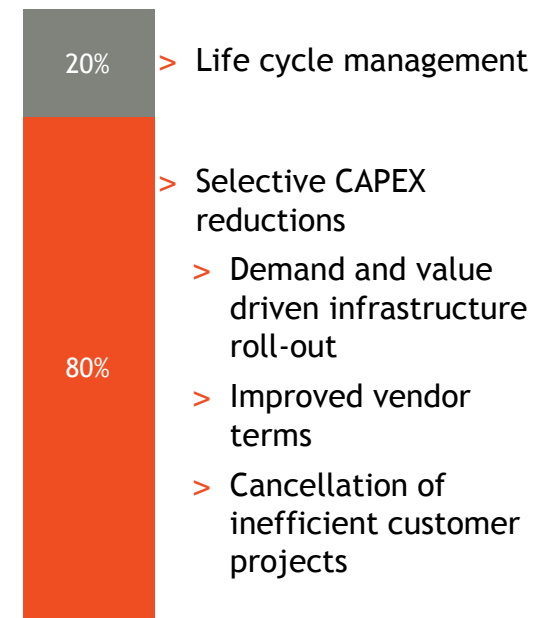 20%
> Life cycle management
> Selective CAPEX
reductions
> Demand and value
driven infrastructure
roll-out
80%
> Improved vendor
terms
> Cancellation of
inefficient customer
projects